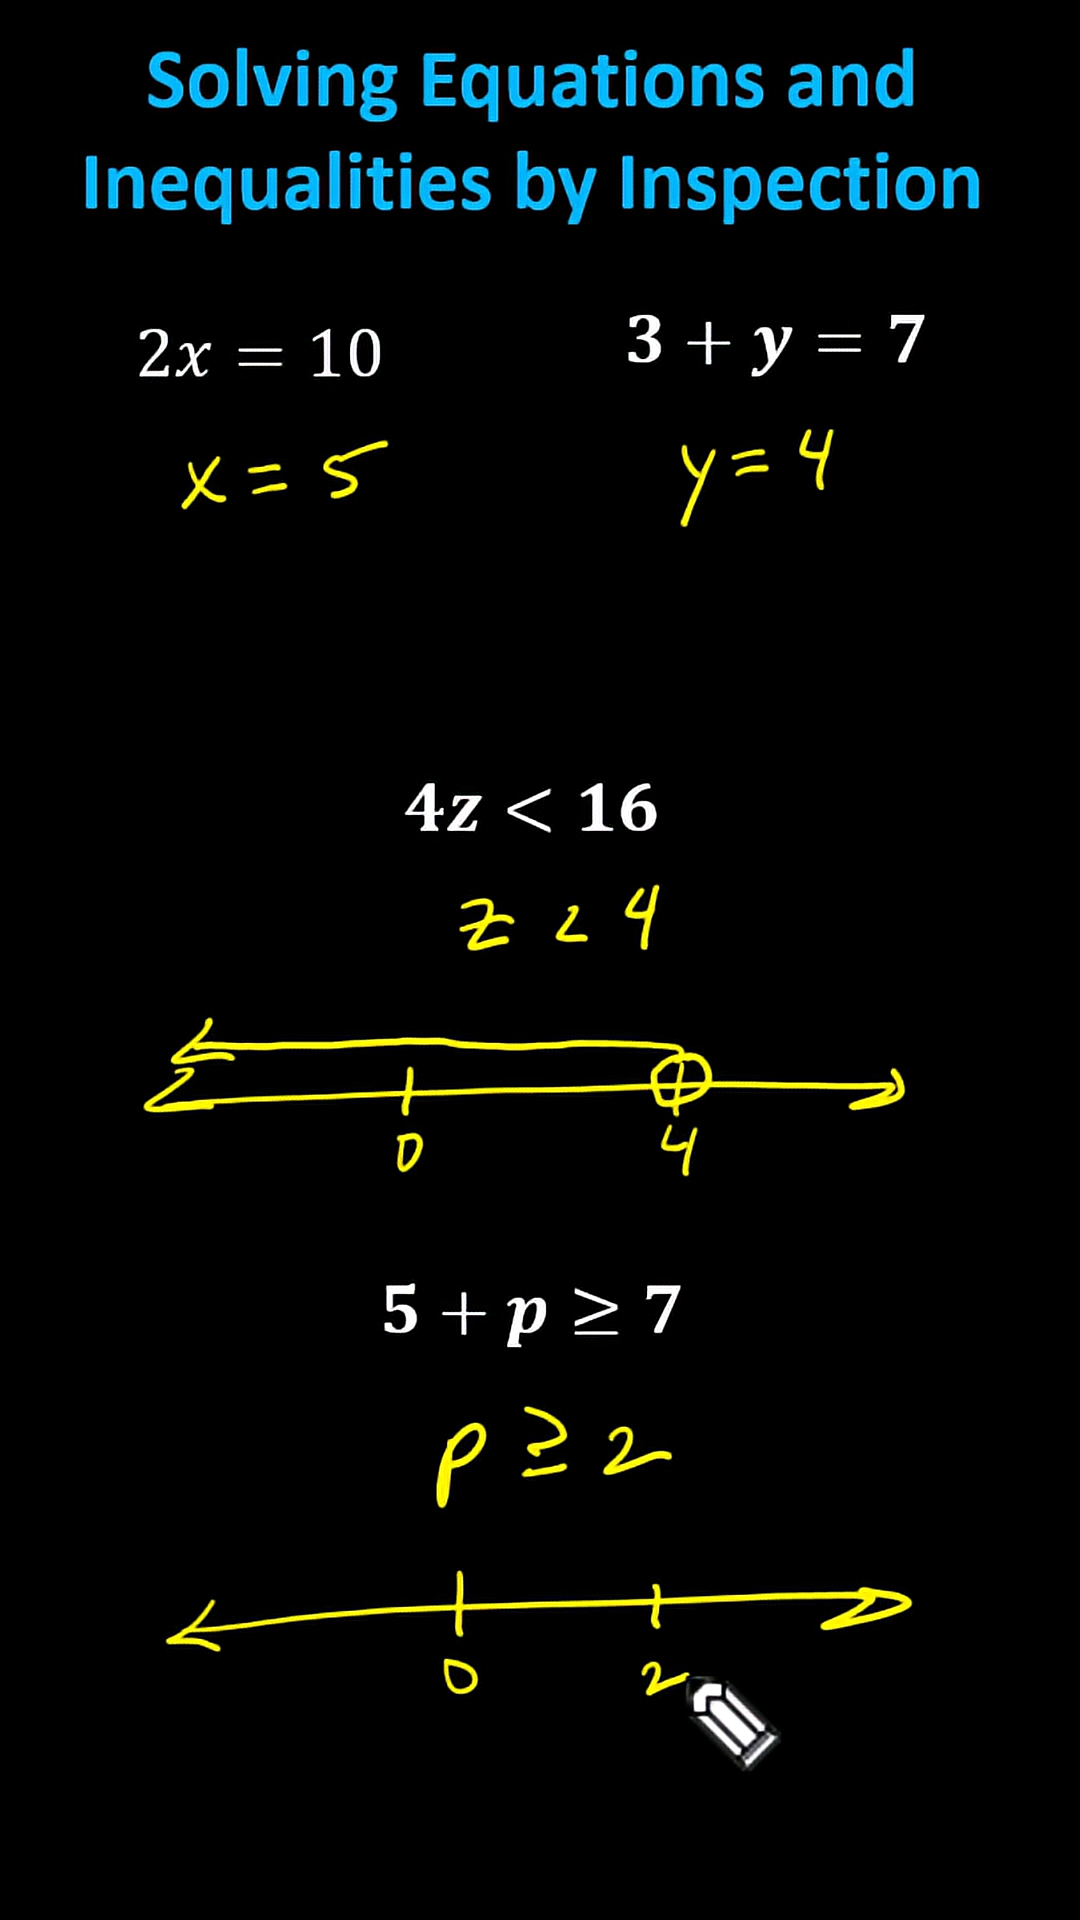 Solving Equations and
Inequalities by Inspection
2x = 10
3 + y = 7
x = 5
y = 4
4z < 16
z < 4
0 4
5 + p ≥ 7
p ≥ 2
0 2